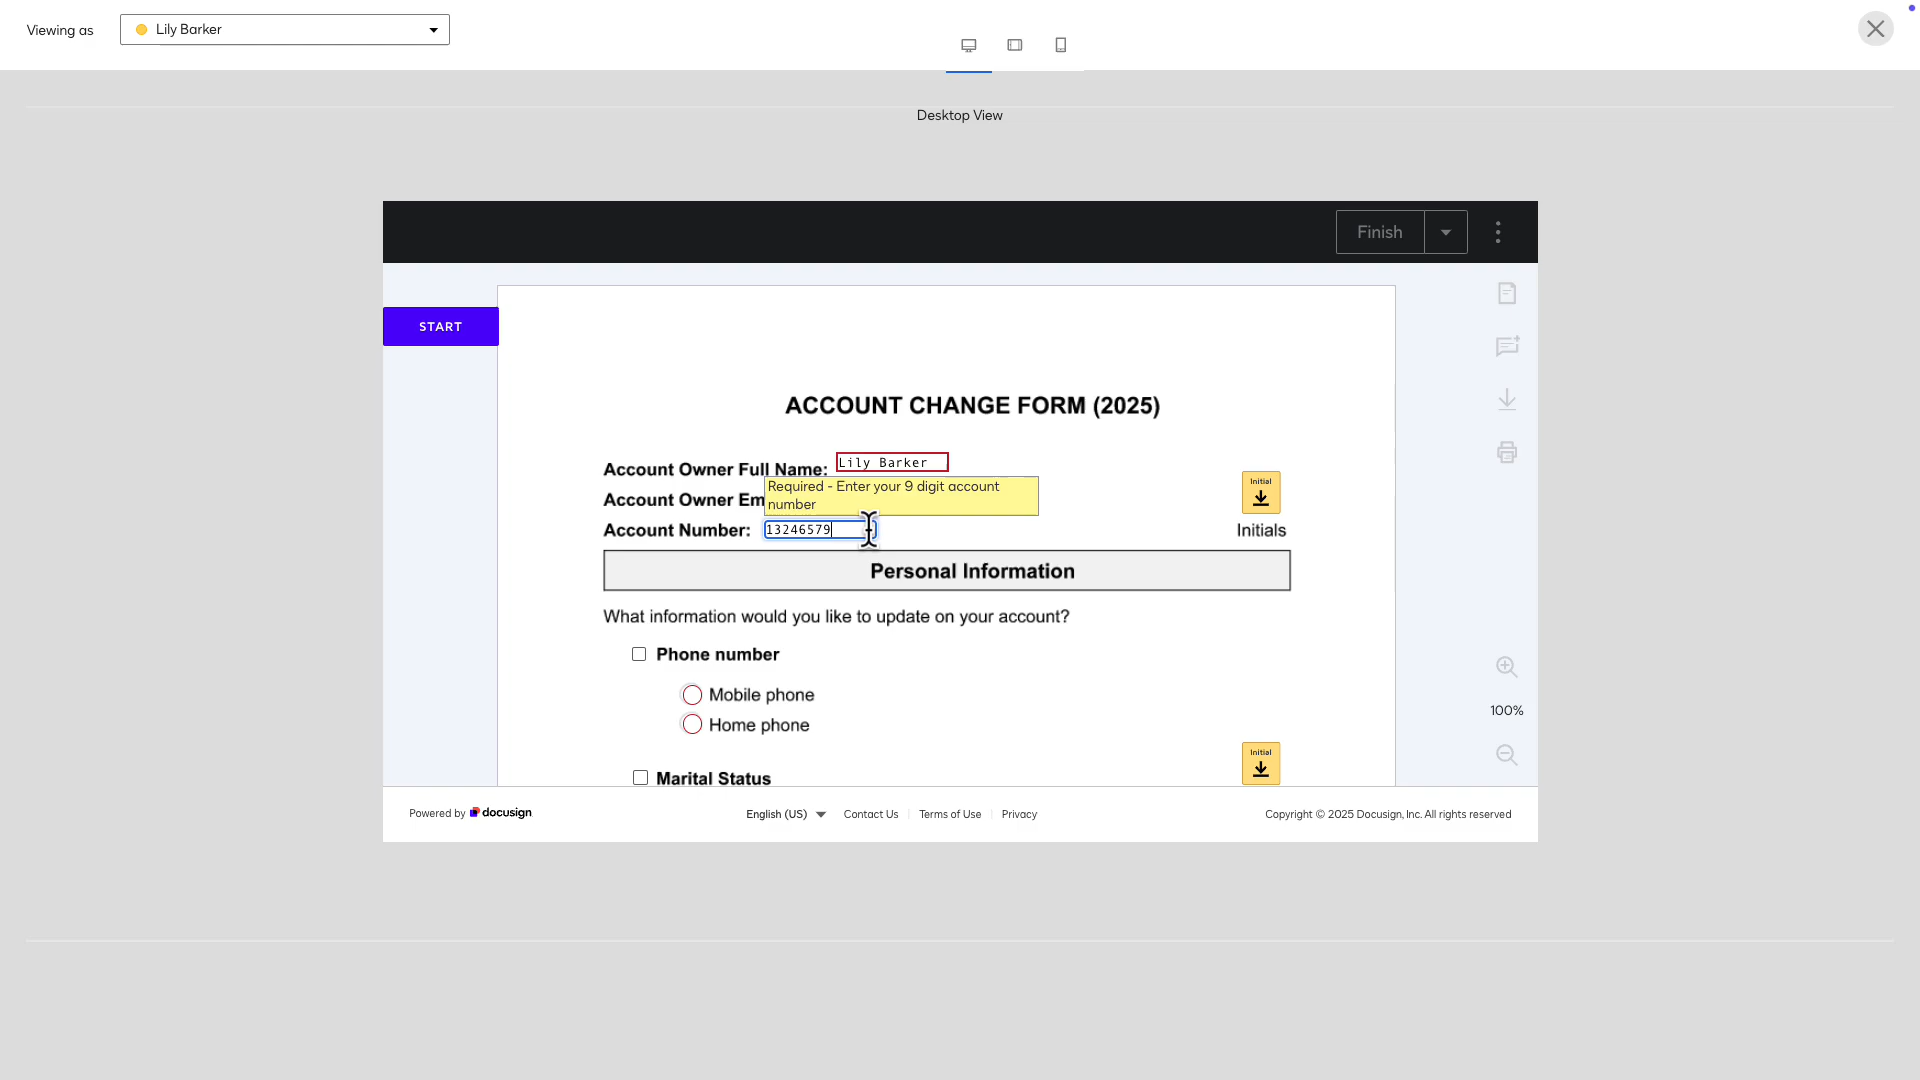 Viewing as
Lily Barker
Desktop View
Finish
START
ACCOUNT CHANGE FORM (2025)
Account Owner Full Name: Lily Barker
Required - Enter your 9 digit account
number
Account Owner Em
Initial
Account Number: 13246579
Initials
Personal Information
What information would you like to update on your account?
Phone number
Mobile phone
Home phone
100%
Initial
Marital Status
Powered by docusign
English (US)
Contact Us
Terms of Use
Privacy
Copyright © 2025 Docusign, Inc. All rights reserved